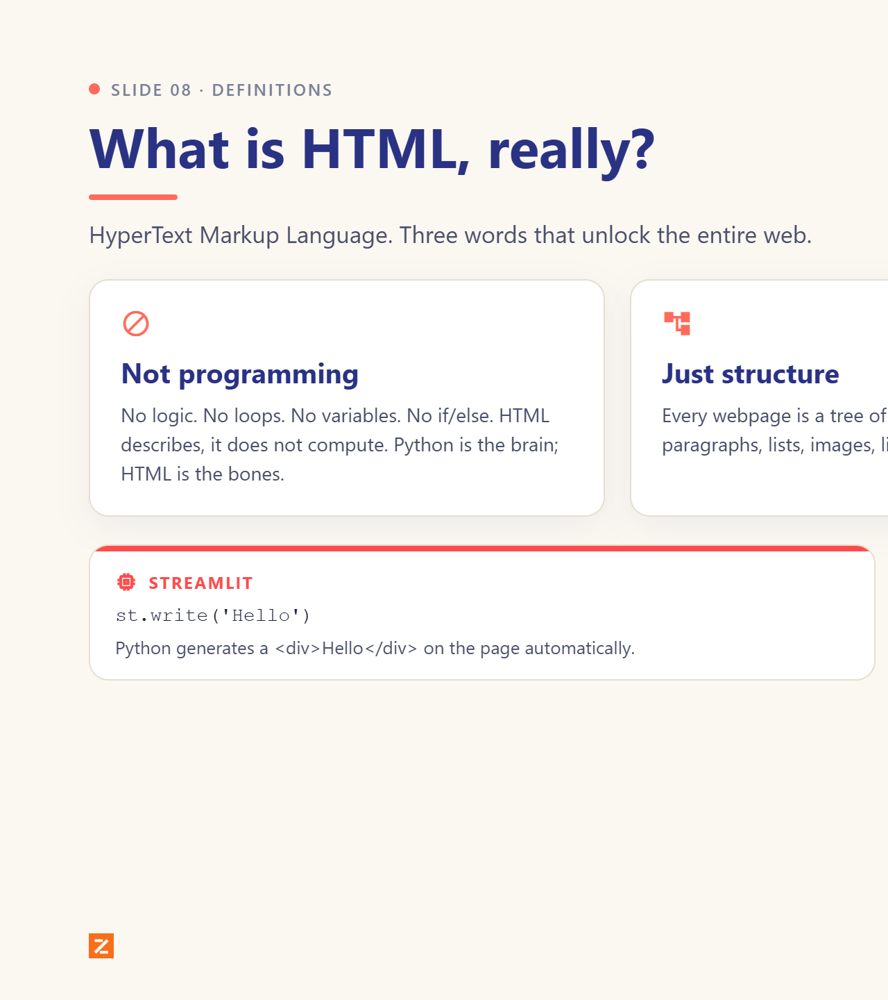 SLIDE 08 · DEFINITIONS
What is HTML, really?
HyperText Markup Language. Three words that unlock the entire web.
Not programming
No logic. No loops. No variables. No if/else. HTML
describes, it does not compute. Python is the brain;
HTML is the bones.
Just structure
Every webpage is a tree of
paragraphs, lists, images,
STREAMLIT
st.write('Hello')
Python generates a <div>Hello</div> on the page automatically.